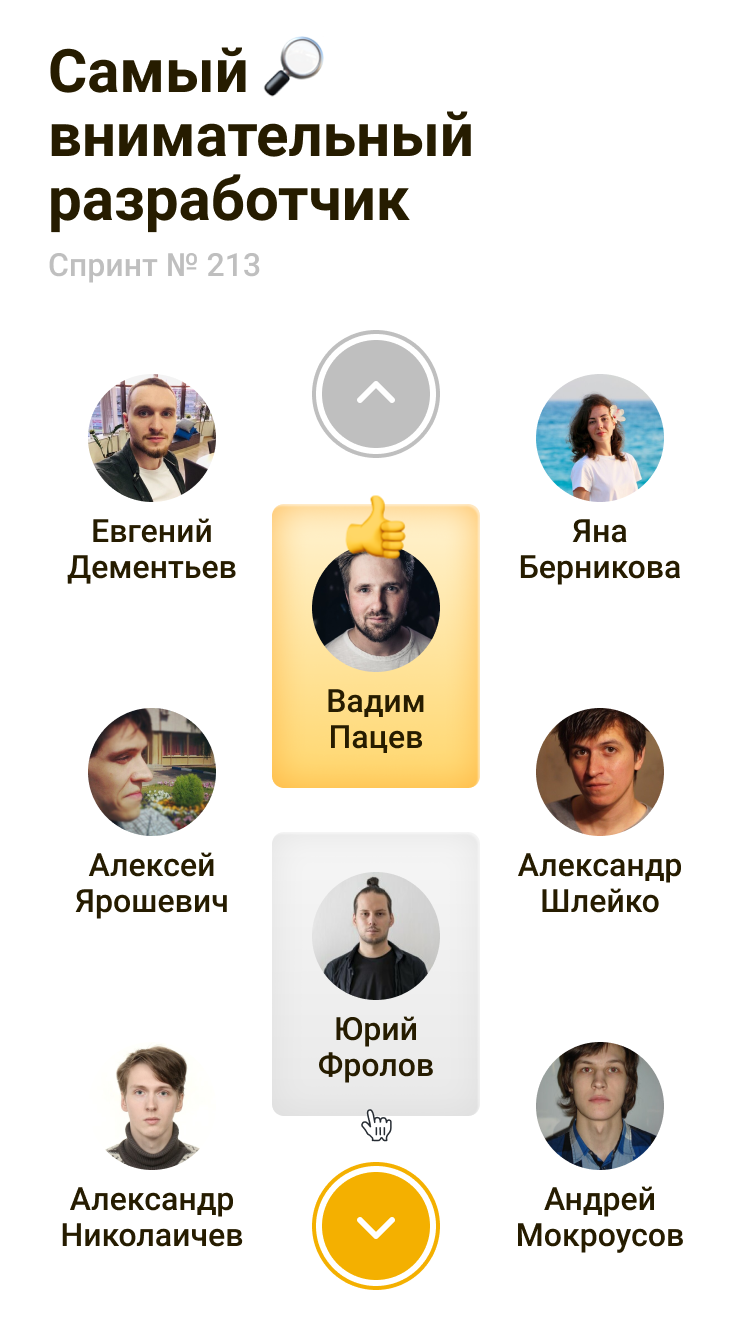 Самый
внимательный
разработчик
Спринт № 213
Евгений
Дементьев
Яна
Берникова
Вадим
Пацев
Алексей
Ярошевич
Александр
Шлейко
Юрий
Фролов
Александр
Николаичев
Андрей
Мокроусов